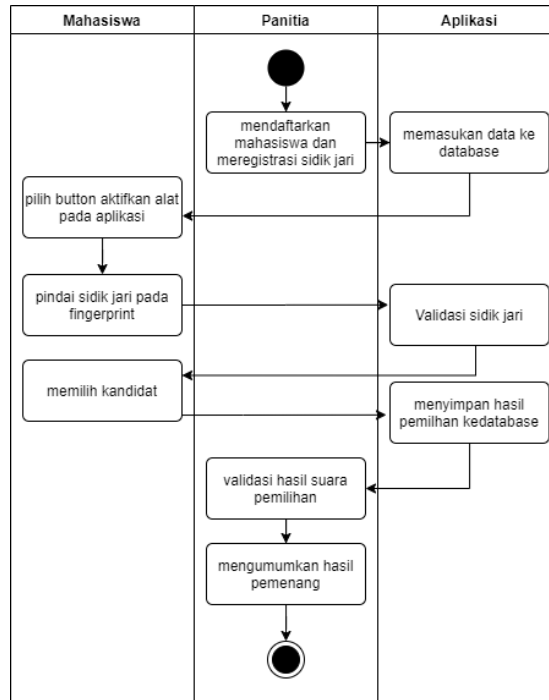 Mahasiswa
Panitia
Aplikasi
mendaftarkan
mahasiswa dan
meregistrasi sidik jari
memasukan data ke
database
pilih button aktifkan alat
pada aplikasi
pindai sidik jari pada
fingerprint
Validasi sidik jari
memilih kandidat
menyimpan hasil
pemilhan kedatabase
validasi hasil suara
pemilihan
mengumumkan hasil
pemenang